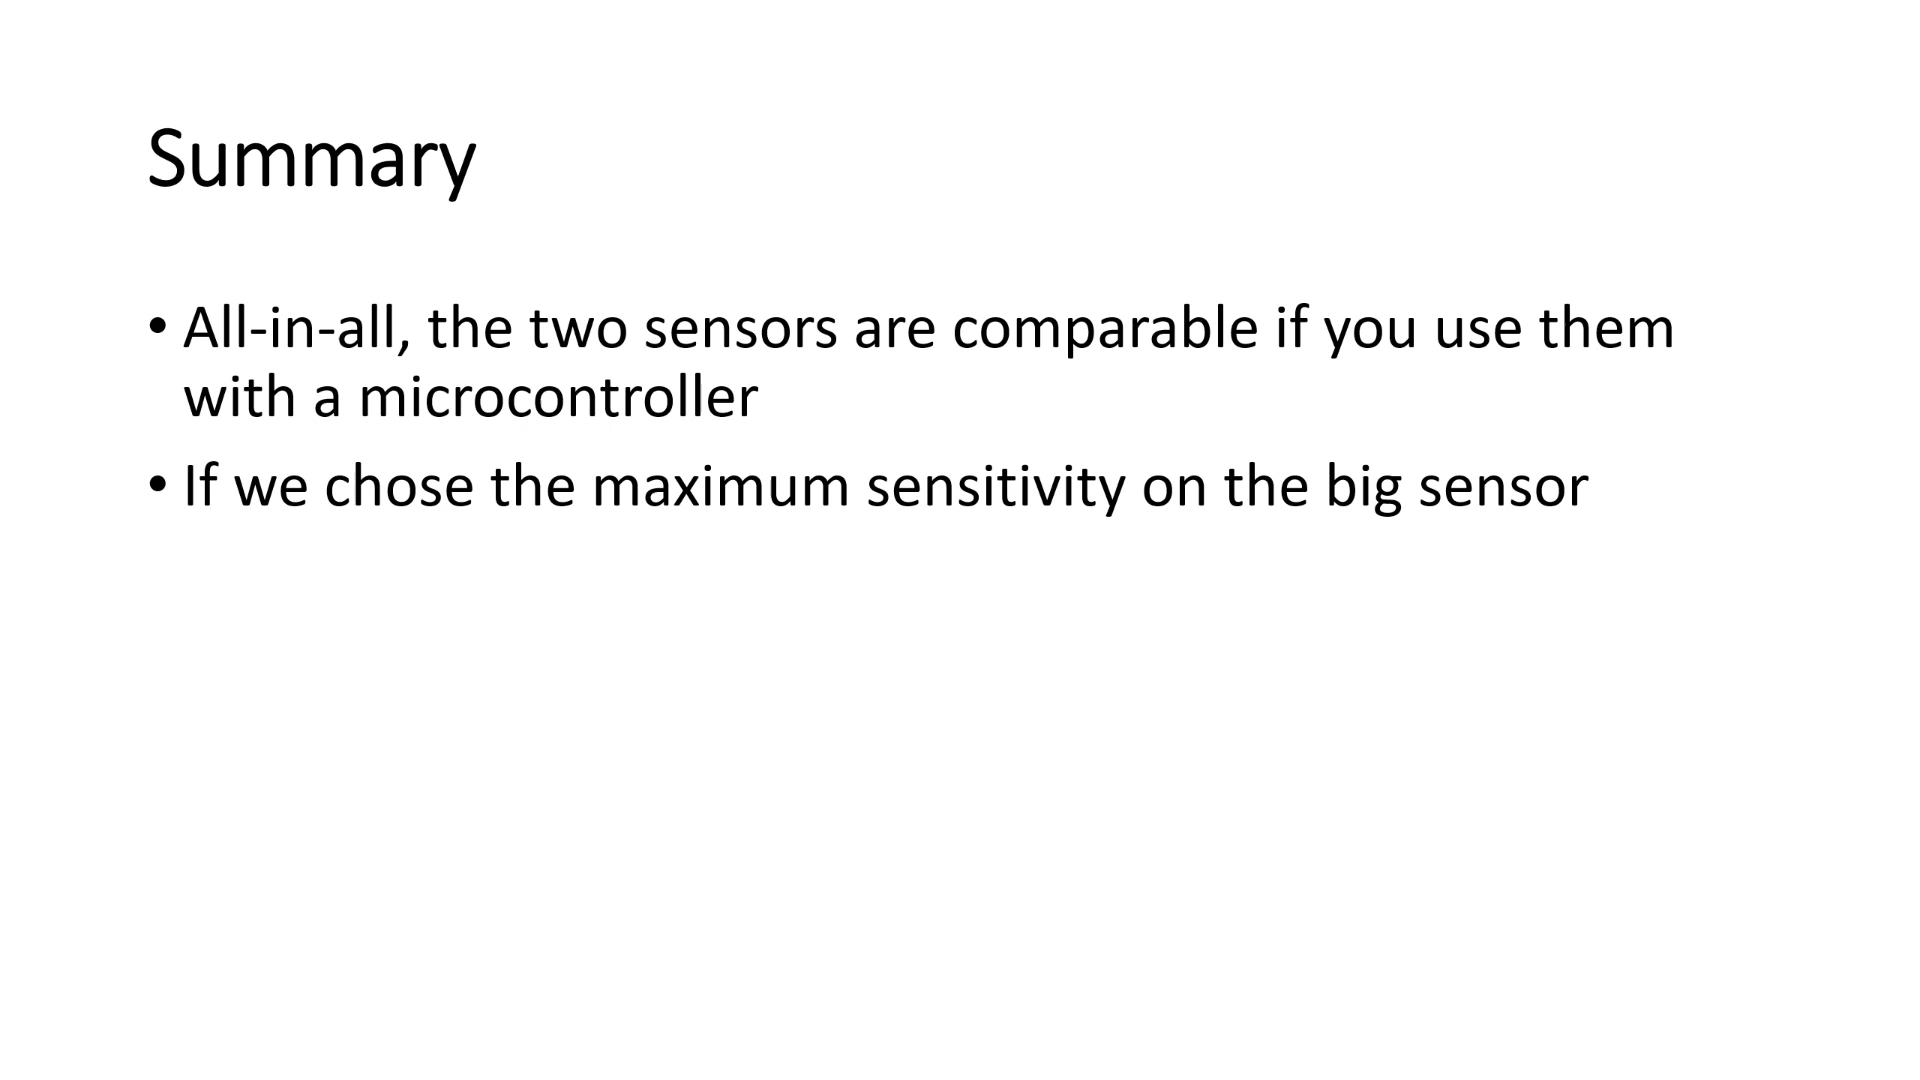 Summary
• All-in-all, the two sensors are comparable if you use them
with a microcontroller
• If we chose the maximum sensitivity on the big sensor